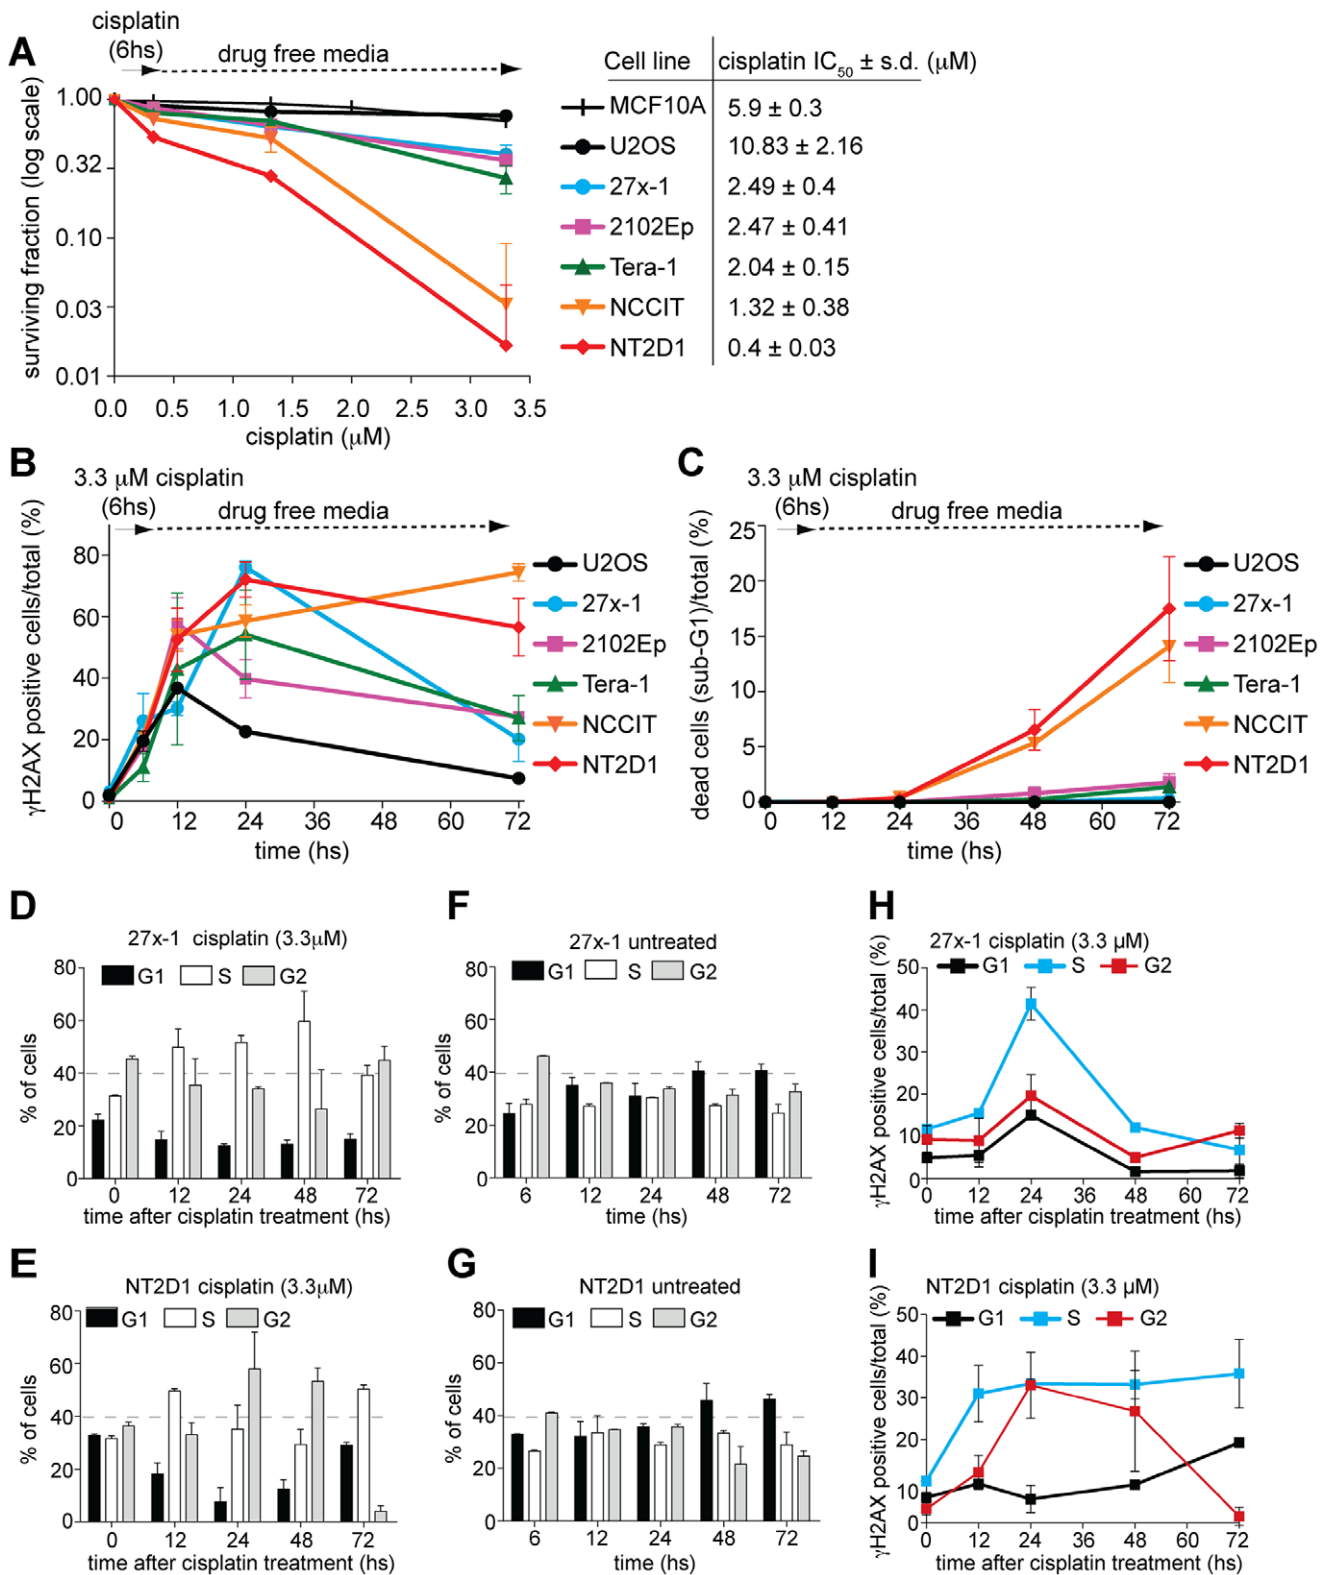 A
cisplatin
(6hs)
drug free media
surviving fraction (log scale)
1.00
0.32
0.10
0.03
0.01
0.0 0.5 1.0 1.5 2.0 2.5 3.0 3.5
cisplatin (μM)
Cell line cisplatin IC50 ± s.d. (μM)
MCF10A 5.9 ± 0.3
U2OS 10.83 ± 2.16
27x-1 2.49 ± 0.4
2102Ep 2.47 ± 0.41
Tera-1 2.04 ± 0.15
NCCIT 1.32 ± 0.38
NT2D1 0.4 ± 0.03
B
3.3 μM cisplatin
(6hs)
drug free media
γH2AX positive cells/total (%)
80
60
40
20
0
0 12 24 36 48 60 72
time (hs)
U2OS
27x-1
2102Ep
Tera-1
NCCIT
NT2D1
C
3.3 μM cisplatin
(6hs)
drug free media
dead cells (sub-G1)/total (%)
25
20
15
10
5
0
0 12 24 36 48 60 72
time (hs)
U2OS
27x-1
2102Ep
Tera-1
NCCIT
NT2D1
D
27x-1 cisplatin (3.3μM)
G1 S G2
% of cells
80
60
40
20
0
0 12 24 48 72
time after cisplatin treatment (hs)
F
27x-1 untreated
G1 S G2
% of cells
80
60
40
20
0
6 12 24 48 72
time (hs)
H
27x-1 cisplatin (3.3 μM)
G1 S G2
γH2AX positive cells/total (%)
50
40
30
20
10
0
0 12 24 36 48 60 72
time after cisplatin treatment (hs)
E
NT2D1 cisplatin (3.3μM)
G1 S G2
% of cells
80
60
40
20
0
0 12 24 48 72
time after cisplatin treatment (hs)
G
NT2D1 untreated
G1 S G2
% of cells
80
60
40
20
0
6 12 24 48 72
time (hs)
I
NT2D1 cisplatin (3.3 μM)
G1 S G2
γH2AX positive cells/total (%)
50
40
30
20
10
0
0 12 24 36 48 60 72
time after cisplatin treatment (hs)